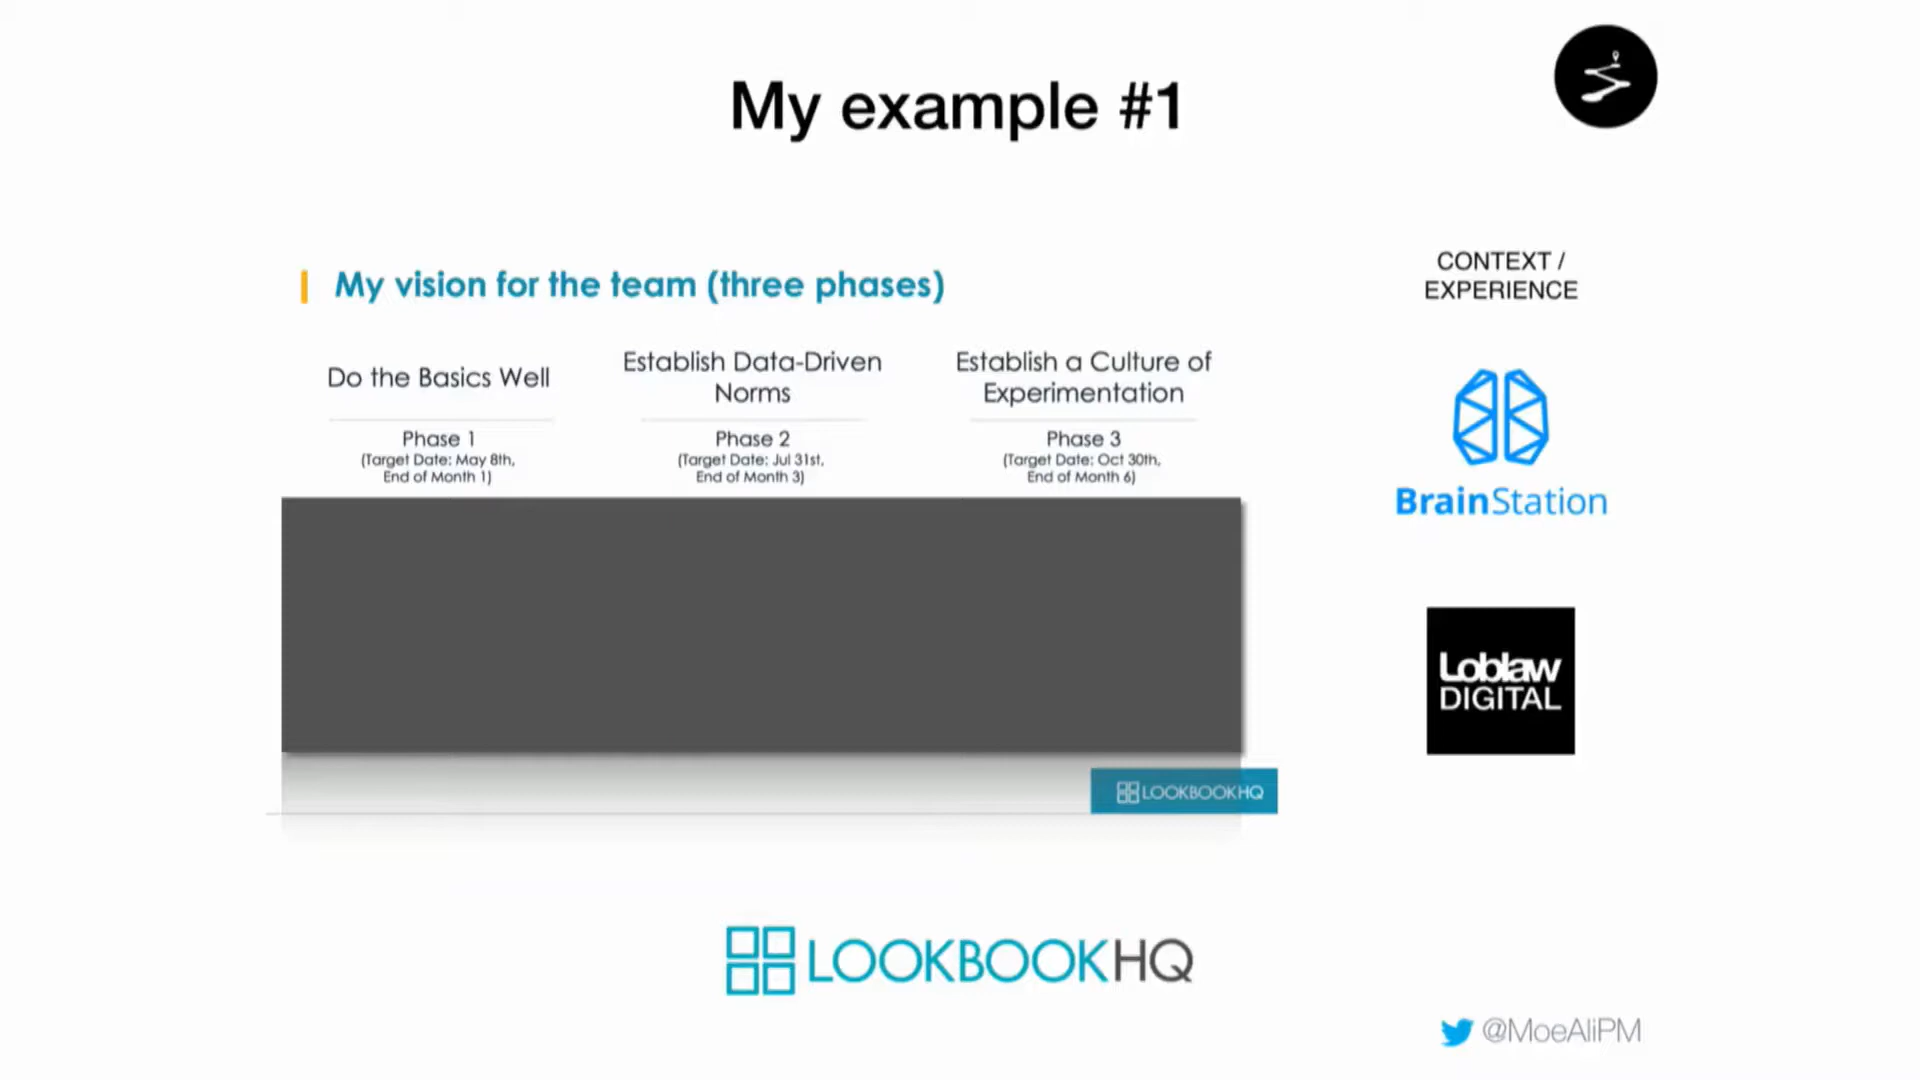 My example #1
My vision for the team (three phases)
Do the Basics Well
Phase 1
(Target Date: May 8th,
End of Month 1)
Establish Data-Driven
Norms
Phase 2
(Target Date: Jul 31st,
End of Month 3)
Establish a Culture of
Experimentation
Phase 3
(Target Date: Oct 30th,
End of Month 6)
LOOKBOOKHQ
CONTEXT /
EXPERIENCE
BrainStation
Loblaw
DIGITAL
LOOKBOOKHQ
@MoeAliPM